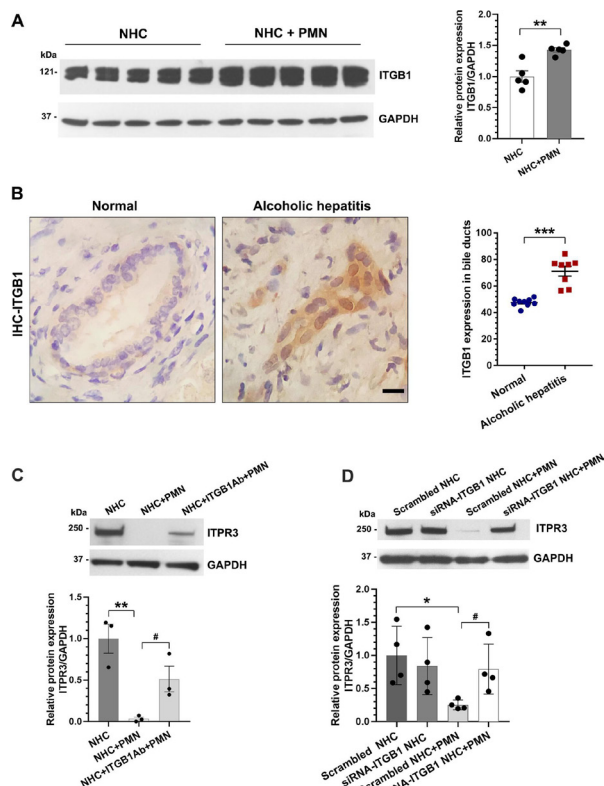 A
NHC
NHC + PMN
kDa
121-
ITGB1
37 -
GAPDH
Relative protein expression
ITGB1/GAPDH
2.0
1.5
1.0
0.5
0.0
**
NHC
NHC+PMN
B
Normal
Alcoholic hepatitis
IHC-ITGB1
ITGB1 expression in bile ducts
100
80
60
40
20
0
***
Normal
Alcoholic hepatitis
C
NHC
NHC+PMN
NHC+ITGB1Ab+PMN
kDa
250 -
ITPR3
37-
GAPDH
Relative protein expression
ITPR3/GAPDH
1.5
1.0
0.5
0.0
**
#
NHC
NHC+PMN
NHC+ITGB1Ab+PMN
D
Scrambled NHC
siRNA-ITGB1 NHC
Scrambled NHC+PMN
siRNA-ITGB1 NHC+PMN
kDa
250 -
ITPR3
37 -
GAPDH
Relative protein expression
ITPR3/GAPDH
2.0
1.5
1.0
0.5
0.0
*
#
Scrambled NHC
siRNA-ITGB1 NHC
Scrambled NHC+PMN
siRNA-ITGB1 NHC+PMN